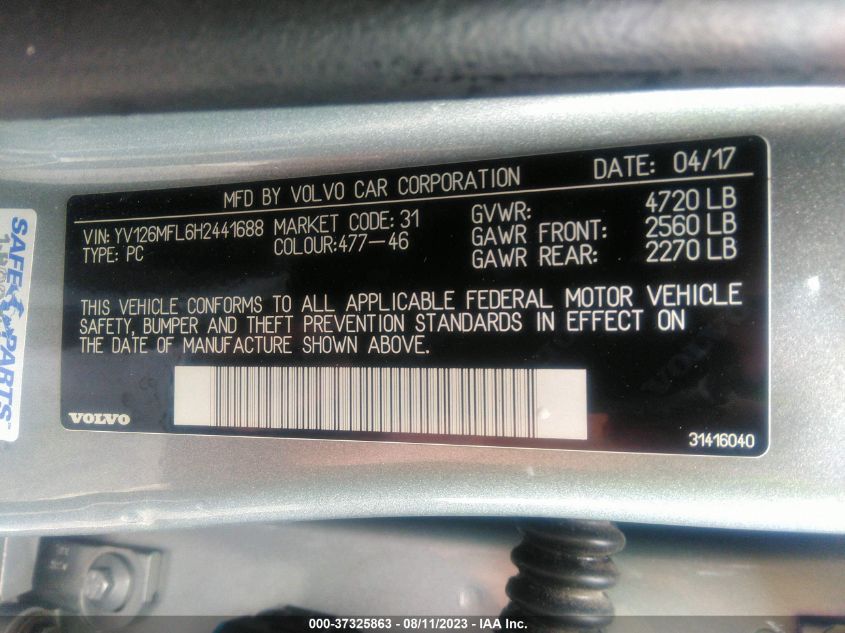 MFD BY VOLVO CAR CORPORATION DATE: 04/17
VIN: YV126MFL6H2441688 MARKET CODE: 31 GVWR: 4720 LB
TYPE: PC COLOUR:477-46 GAWR FRONT: 2560 LB
GAWR REAR: 2270 LB
THIS VEHICLE CONFORMS TO ALL APPLICABLE FEDERAL MOTOR VEHICLE
SAFETY, BUMPER AND THEFT PREVENTION STANDARDS IN EFFECT ON
THE DATE OF MANUFACTURE SHOWN ABOVE.
VOLVO
31416040
PARTS
000-37325863 - 08/11/2023 - IAA Inc.